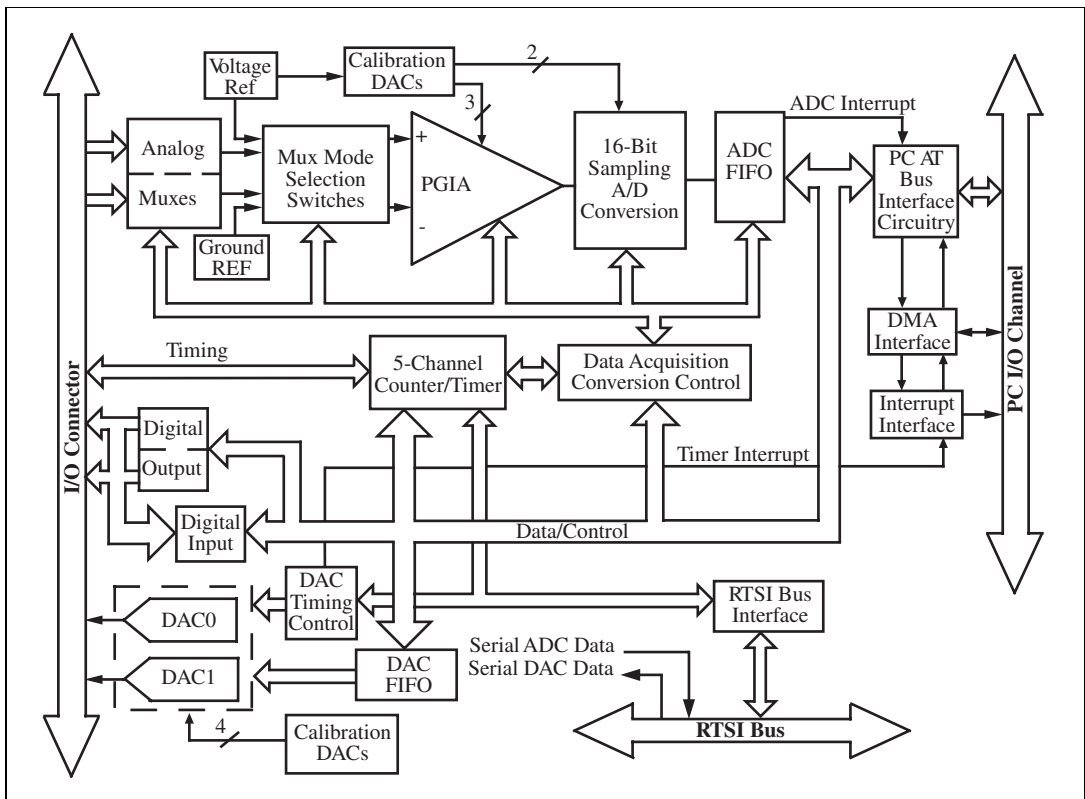 Voltage
Ref
Calibration
DACs
2
3
ADC Interrupt
Analog
Muxes
Mux Mode
Selection
Switches
+
PGIA
-
16-Bit
Sampling
A/D
Conversion
ADC
FIFO
PC AT
Bus
Interface
Circuitry
Ground
REF
DMA
Interface
Timing
5-Channel
Counter/Timer
Data Acquisition
Conversion Control
Interrupt
Interface
PC I/O Channel
I/O Connector
Digital
Output
Timer Interrupt
Digital
Input
Data/Control
DAC
Timing
Control
RTSI Bus
Interface
DAC0
DAC1
DAC
FIFO
Serial ADC Data
Serial DAC Data
4
Calibration
DACs
RTSI Bus